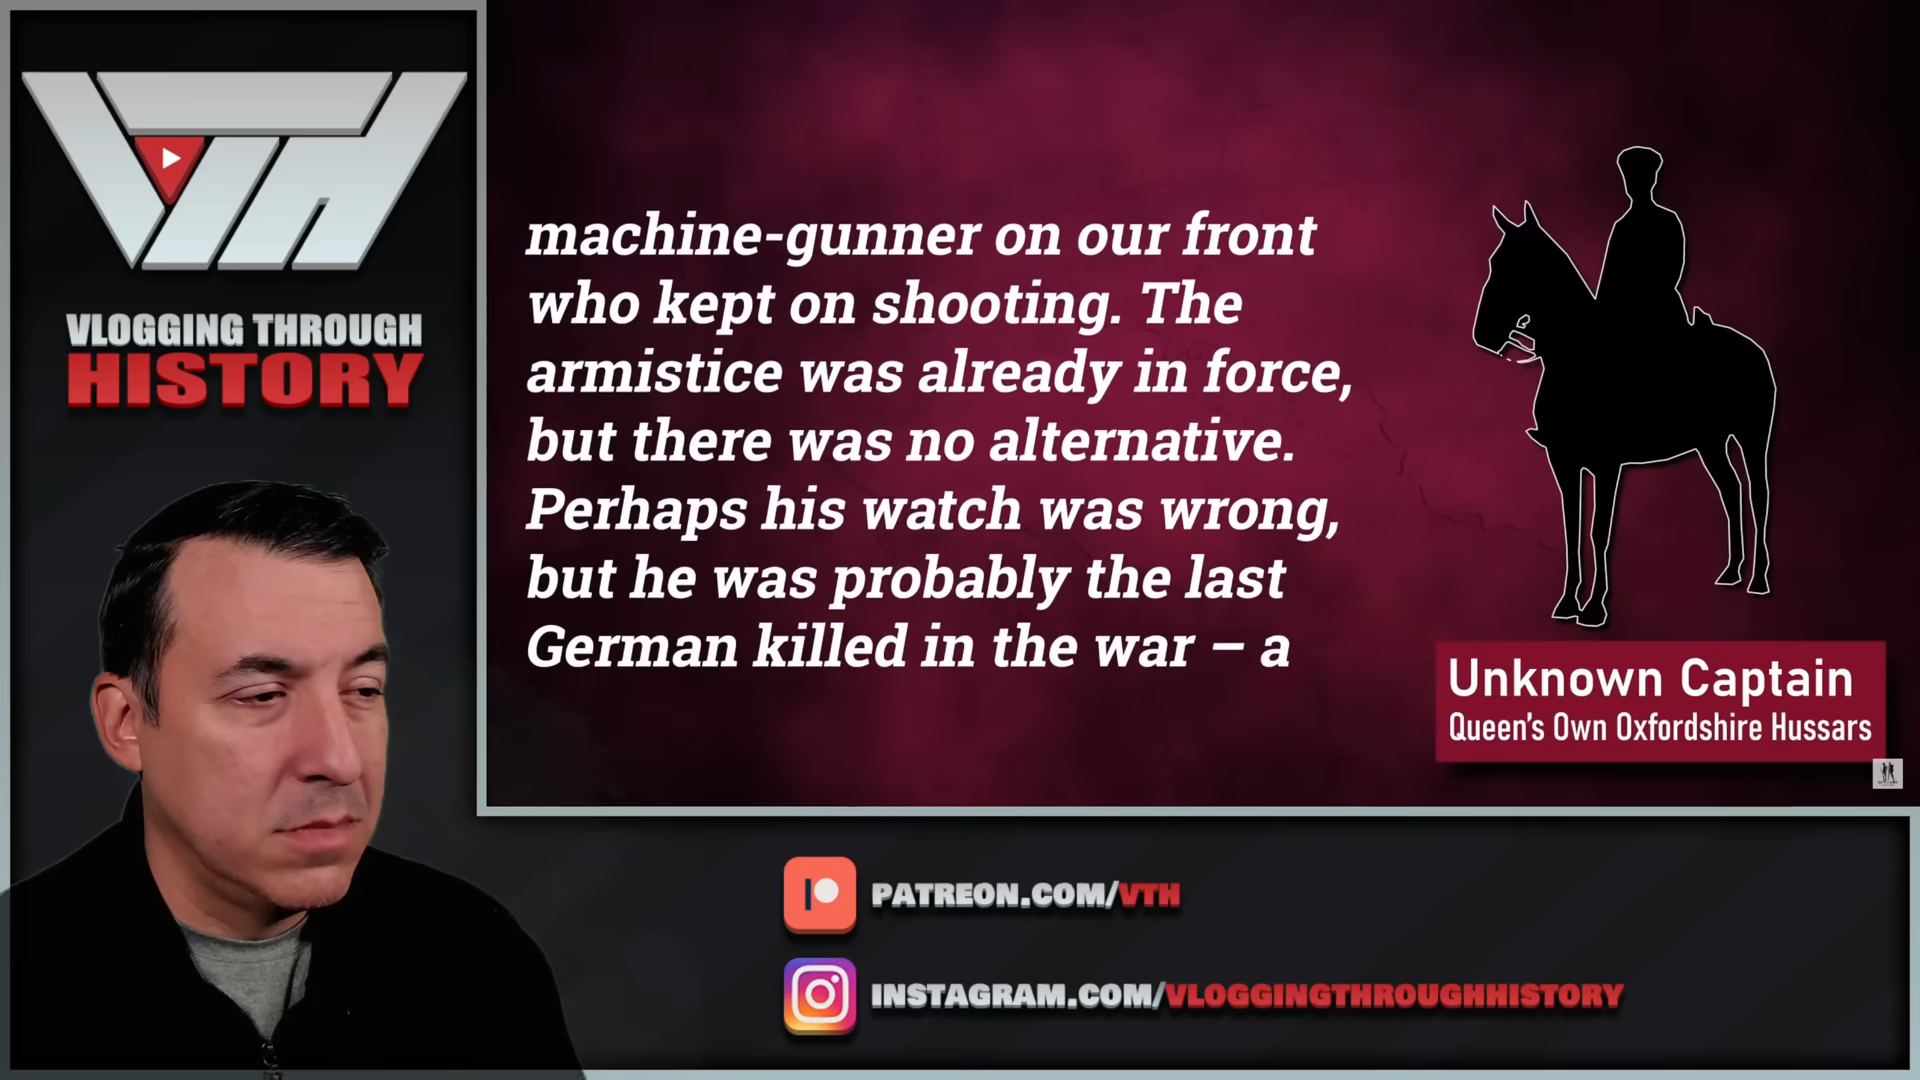 VTH
VLOGGING THROUGH
HISTORY
machine-gunner on our front
who kept on shooting. The
armistice was already in force,
but there was no alternative.
Perhaps his watch was wrong,
but he was probably the last
German killed in the war – a
Unknown Captain
Queen's Own Oxfordshire Hussars
PATREON.COM/VTH
INSTAGRAM.COM/VLOGGINGTHROUGHHISTORY